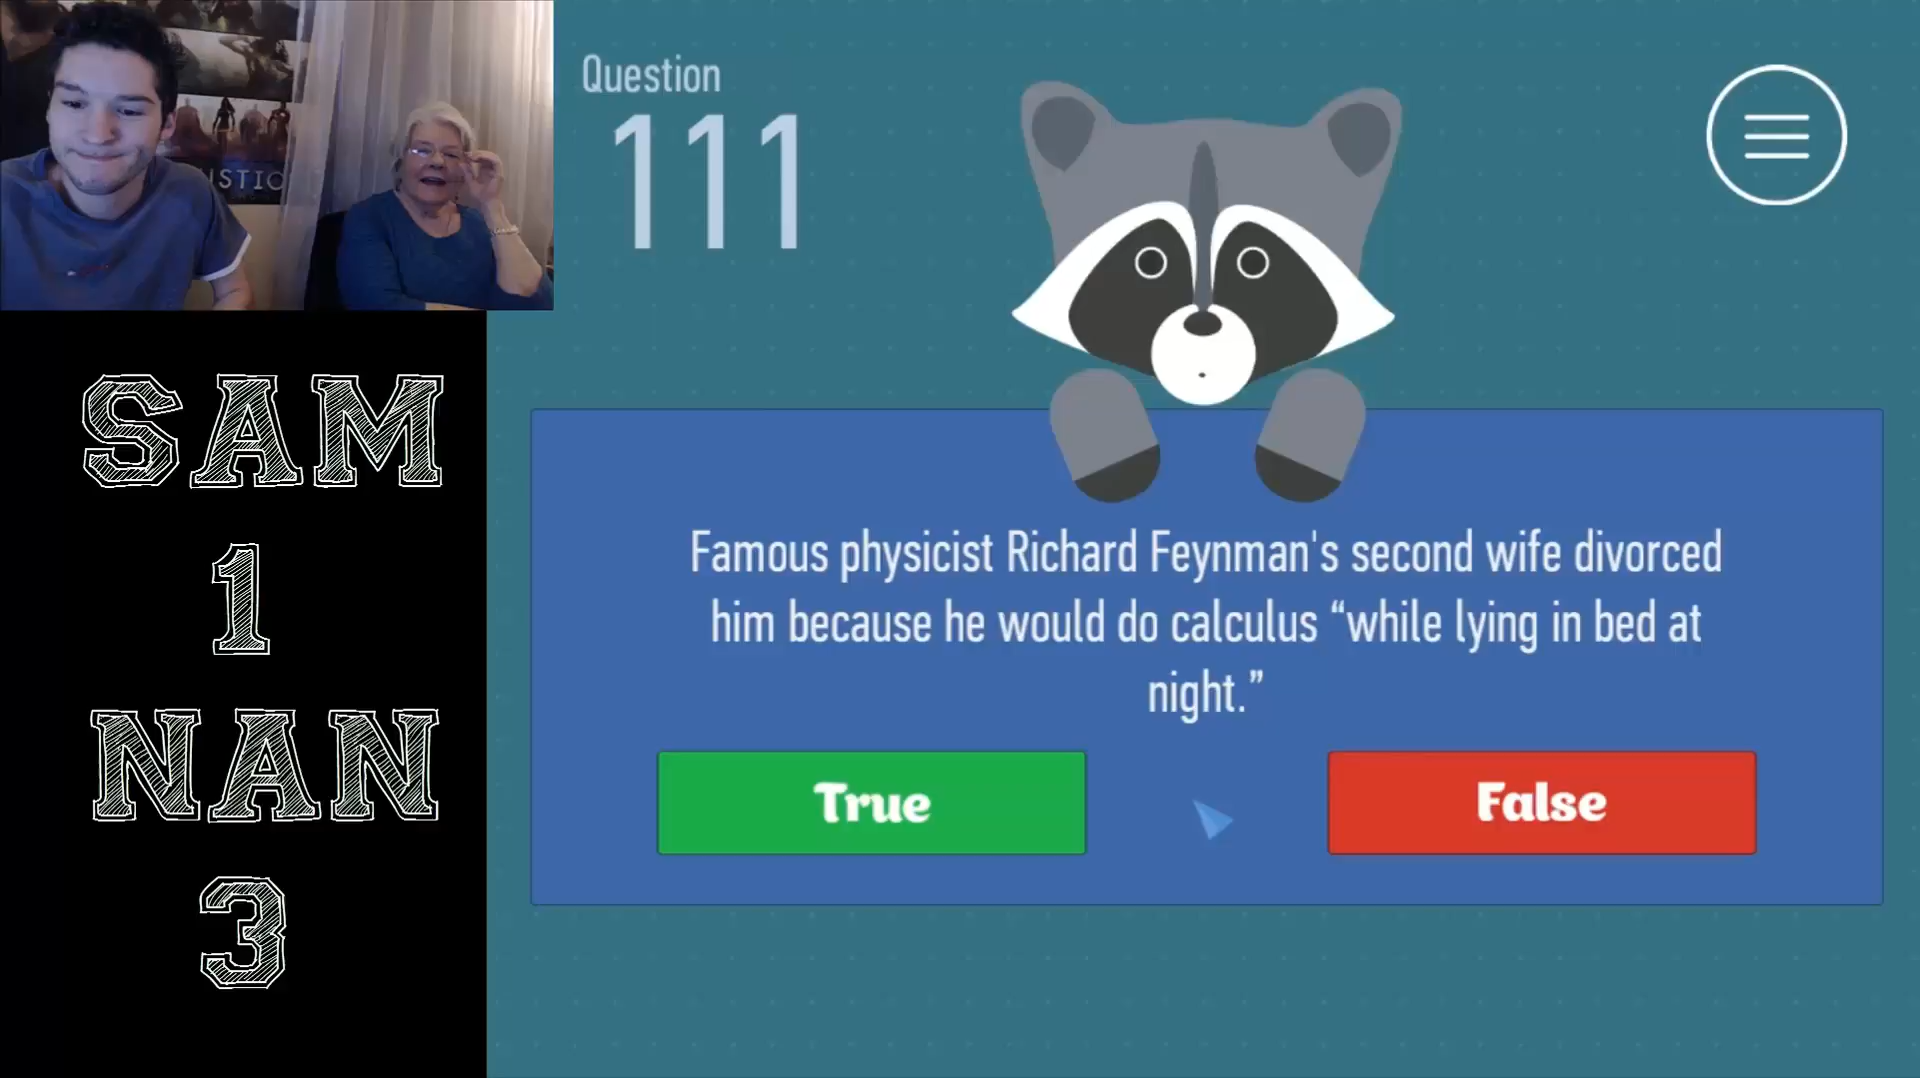 Question
111
STIC
SAM
1
NAN
3
Famous physicist Richard Feynman's second wife divorced
him because he would do calculus “while lying in bed at
night.”
True
False